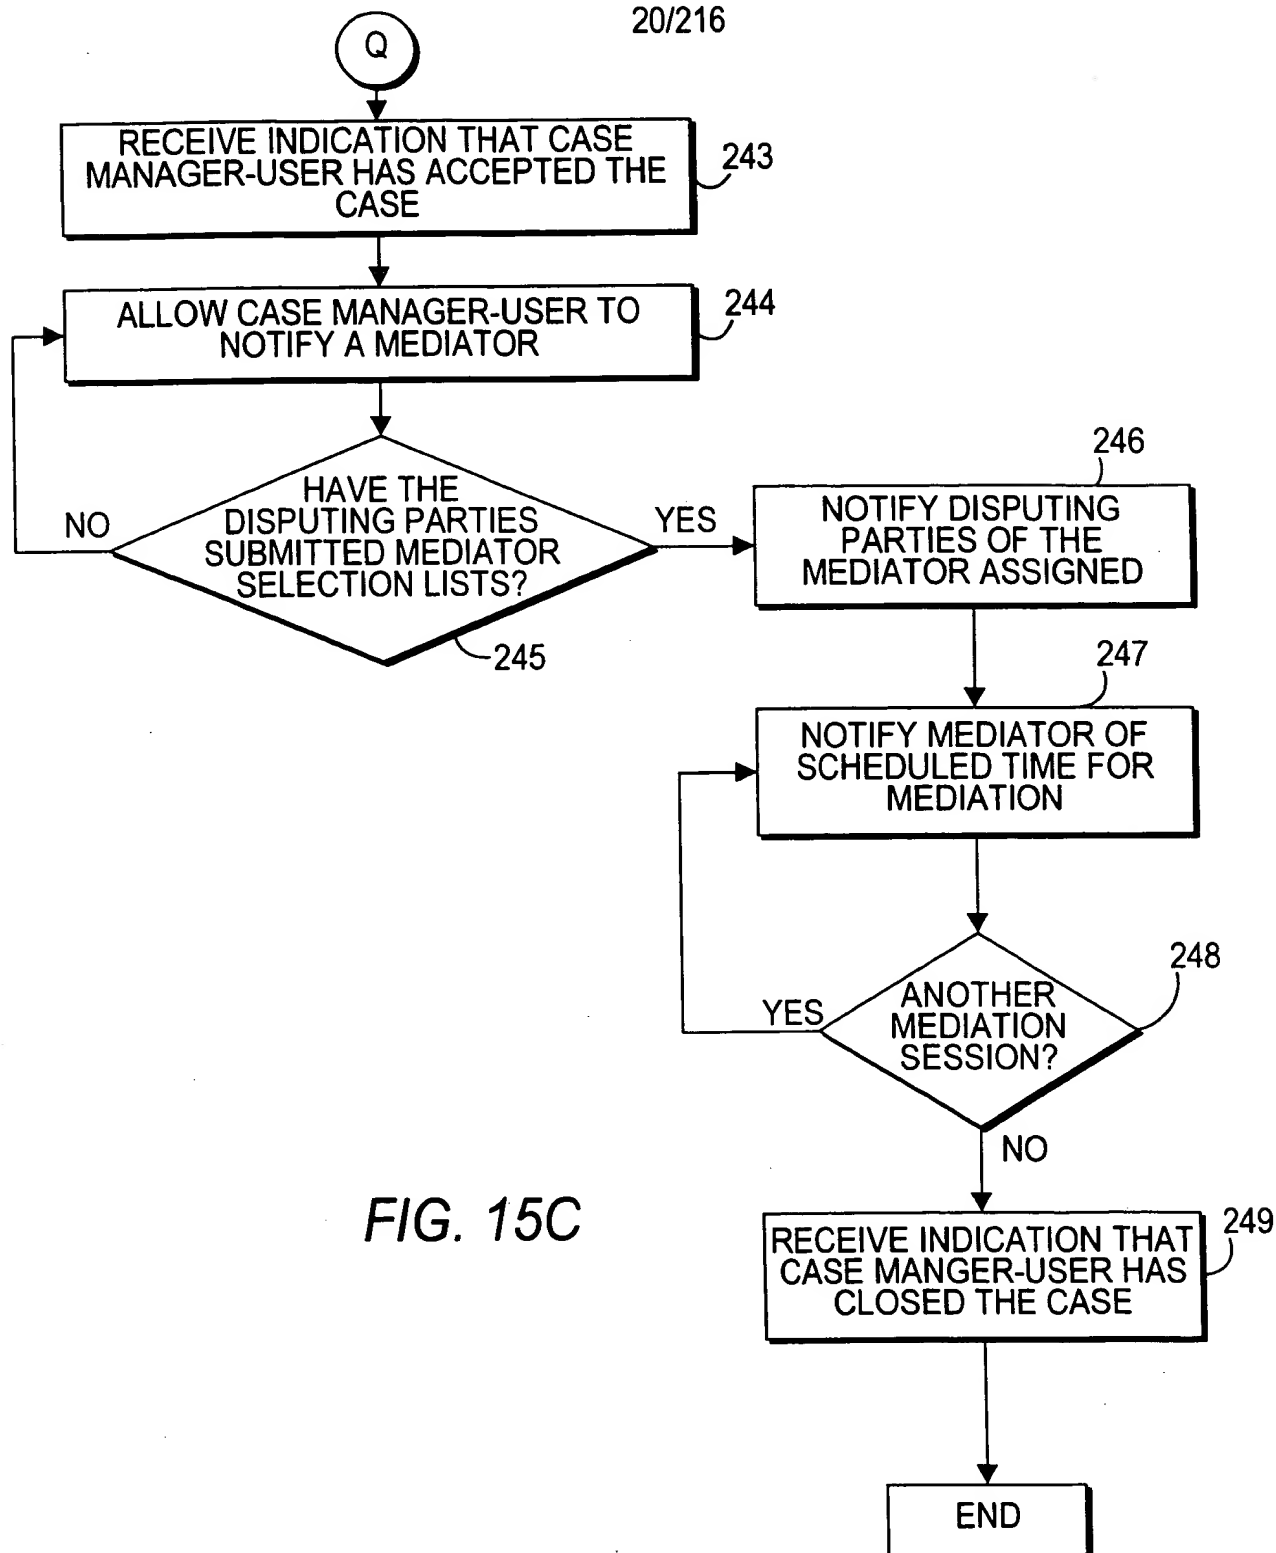 20/216
Q
RECEIVE INDICATION THAT CASE
MANAGER-USER HAS ACCEPTED THE
CASE
243
ALLOW CASE MANAGER-USER TO
NOTIFY A MEDIATOR
244
HAVE THE
DISPUTING PARTIES
SUBMITTED MEDIATOR
SELECTION LISTS?
NO
YES
245
246
NOTIFY DISPUTING
PARTIES OF THE
MEDIATOR ASSIGNED
247
NOTIFY MEDIATOR OF
SCHEDULED TIME FOR
MEDIATION
248
YES
ANOTHER
MEDIATION
SESSION?
NO
FIG. 15C
249
RECEIVE INDICATION THAT
CASE MANGER-USER HAS
CLOSED THE CASE
END